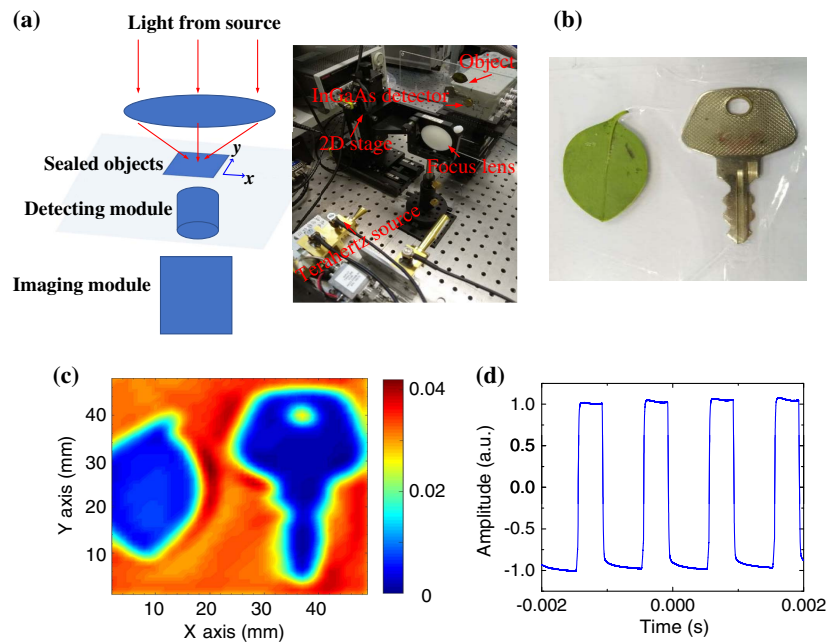 (a)
Light from source
Sealed objects
y
x
Detecting module
Imaging module
Object
InGaAs detector
2D stage
Focus lens
Terahertz source
(b)
(c)
Y axis (mm)
40
30
20
10
10 20 30 40
X axis (mm)
0.04
0.02
0
(d)
Amplitude (a.u.)
1.0
0.5
0.0
-0.5
-1.0
-0.002 0.000 0.002
Time (s)